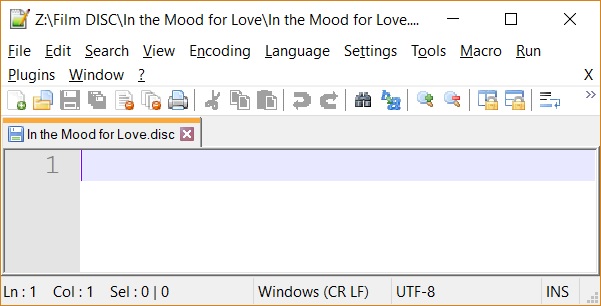 Z:\Film DISC\In the Mood for Love\In the Mood for Love....
File Edit Search View Encoding Language Settings Tools Macro Run
Plugins Window ? X
In the Mood for Love.disc
1
Ln : 1 Col : 1 Sel : 0 | 0 Windows (CR LF) UTF-8 INS